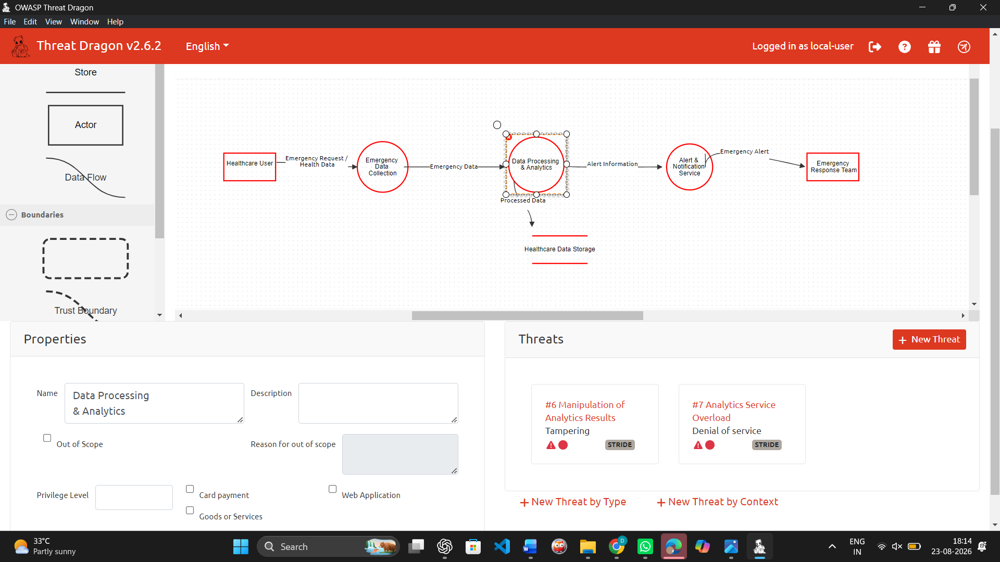 OWASP Threat Dragon
File Edit View Window Help
Threat Dragon v2.6.2
English
Logged in as local-user
Store
Actor
Data Flow
Boundaries
Trust Boundary
Healthcare User
Emergency Request /
Health Data
Emergency
Data
Collection
Emergency Data
Data Processing
& Analytics
Processed Data
Healthcare Data Storage
Alert Information
Alert &
Notification
Service
Emergency Alert
Emergency
Response Team
Properties
Name
Data Processing
& Analytics
Description
Out of Scope
Reason for out of scope
Privilege Level
Card payment
Web Application
Goods or Services
Threats
New Threat
#6 Manipulation of
Analytics Results
Tampering
STRIDE
#7 Analytics Service
Overload
Denial of service
STRIDE
New Threat by Type
New Threat by Context
33°C
Partly sunny
Search
D
ENG
IN
18:14
23-08-2026